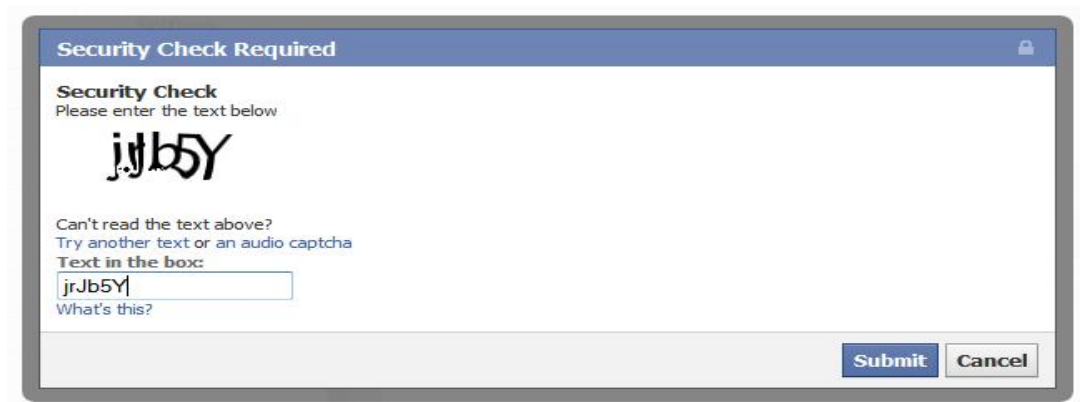 Security Check Required
Security Check
Please enter the text below
jrJb5Y
Can't read the text above?
Try another text or an audio captcha
Text in the box:
jrJb5Y
What's this?
Submit Cancel